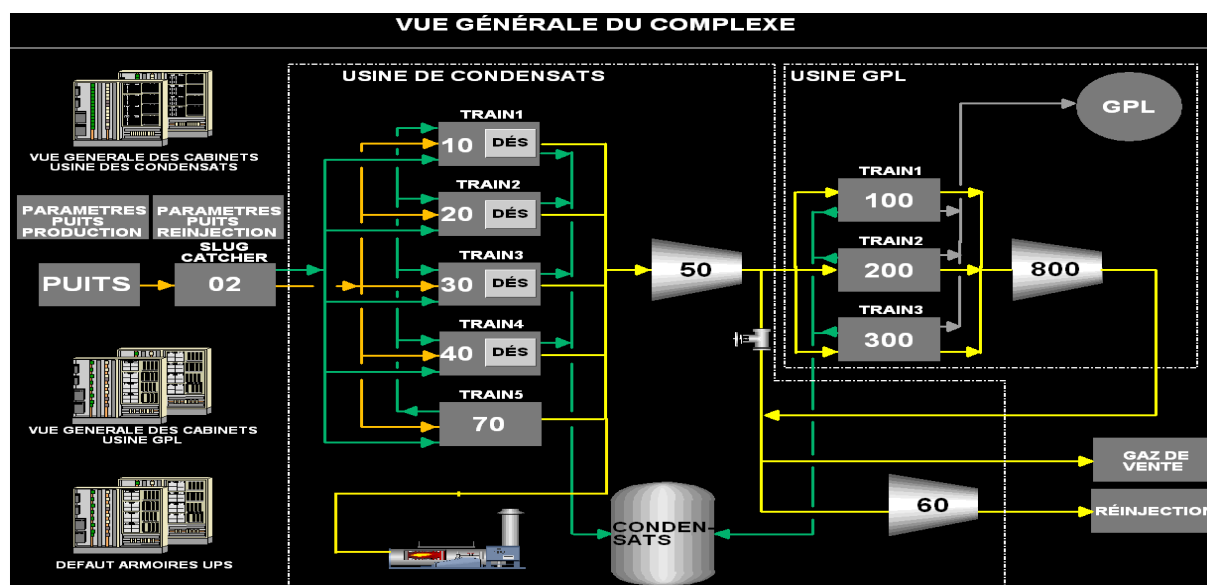 VUE GÉNÉRALE DU COMPLEXE
USINE DE CONDENSATS
USINE GPL
VUE GENERALE DES CABINETS
USINE DES CONDENSATS
PARAMETRES
PUITS
PRODUCTION
PARAMETRES
PUITS
REINJECTION
SLUG
CATCHER
PUITS
02
VUE GENERALE DES CABINETS
USINE GPL
DEFAUT ARMOIRES UPS
TRAIN1
10
DÉS
TRAIN2
20
DÉS
TRAIN3
30
DÉS
TRAIN4
40
DÉS
TRAIN5
70
50
CONDEN-
SATS
TRAIN1
100
TRAIN2
200
TRAIN3
300
GPL
800
60
GAZ DE
VENTE
RÉINJECTION